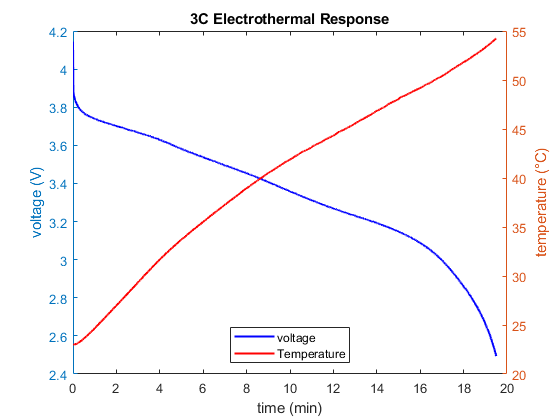 3C Electrothermal Response
4.2
4
3.8
3.6
3.4
3.2
3
2.8
2.6
2.4
voltage (V)
55
50
45
40
35
30
25
20
temperature (°C)
voltage
Temperature
0 2 4 6 8 10 12 14 16 18 20
time (min)